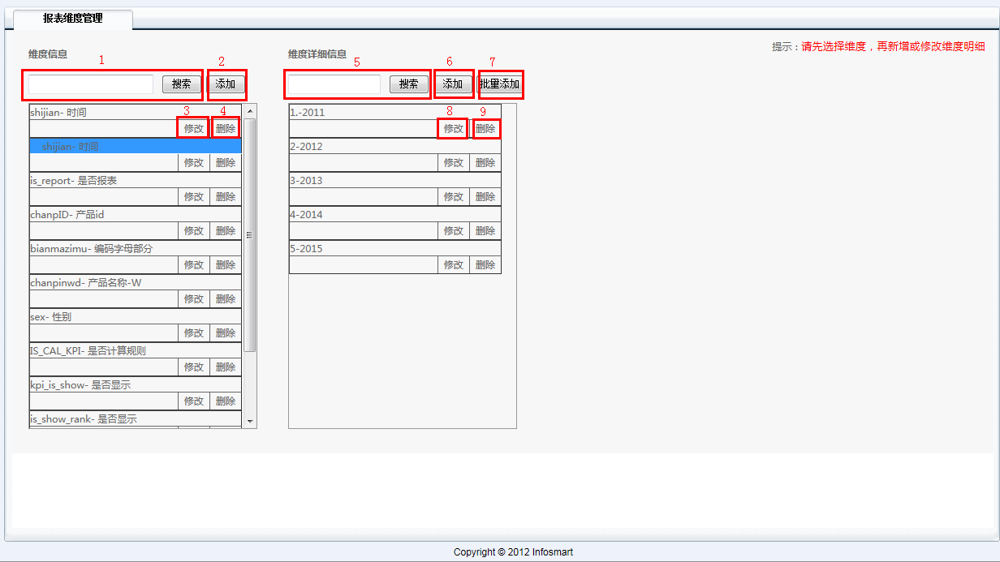 报表维度管理
提示：请先选择维度，再新增或修改维度明细
维度信息
1
2
搜索
添加
shijian- 时间
3
4
修改 删除
shijian- 时间
修改 删除
is_report- 是否报表
修改 删除
chanpID- 产品id
修改 删除
bianmazimu- 编码字母部分
修改 删除
chanpinwd- 产品名称-W
修改 删除
sex- 性别
修改 删除
IS_CAL_KPI- 是否计算规则
修改 删除
kpi_is_show- 是否显示
修改 删除
is_show_rank- 是否显示
维度详细信息
5
6
7
搜索
添加
批量添加
1.-2011
8
9
修改 删除
2-2012
修改 删除
3-2013
修改 删除
4-2014
修改 删除
5-2015
修改 删除
Copyright © 2012 Infosmart